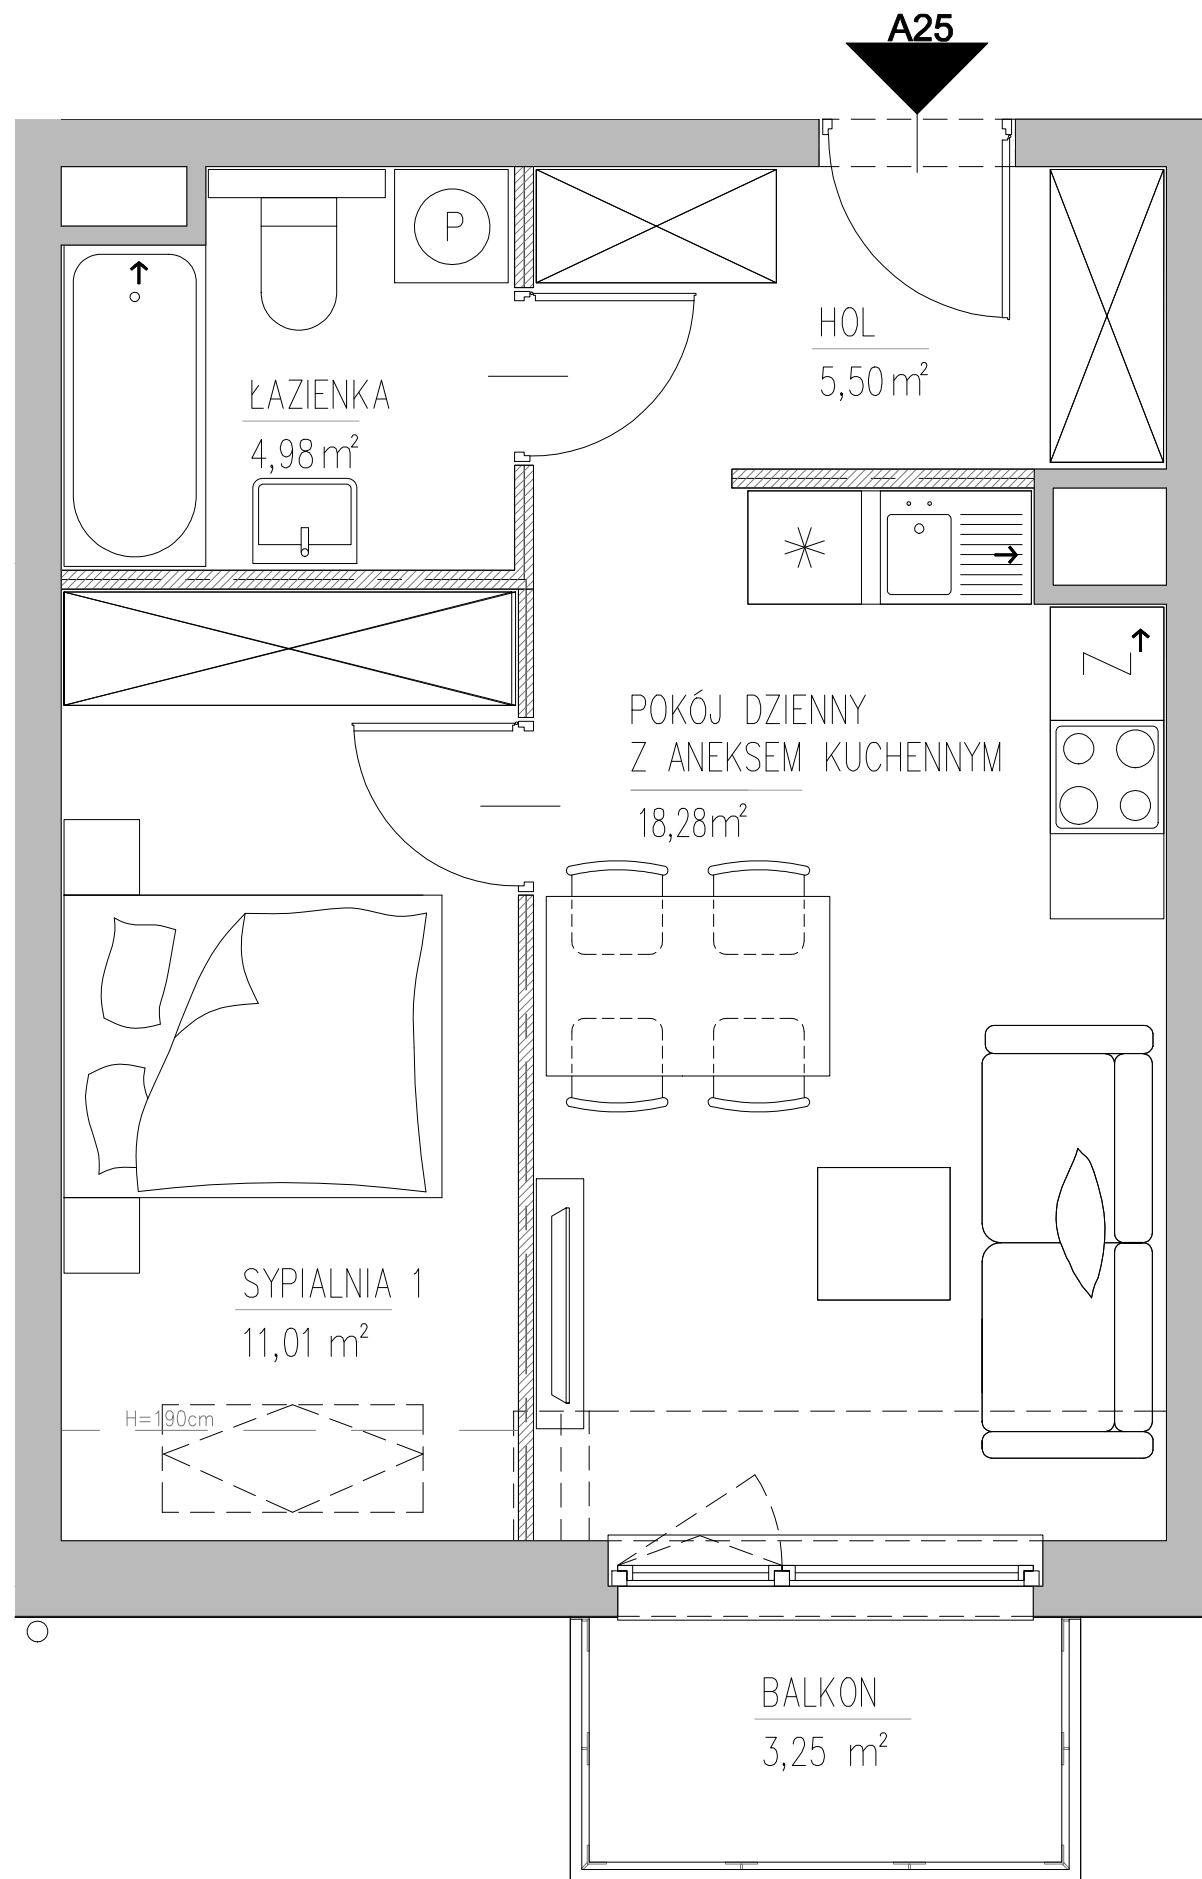 A25
P
HOL
5,50 m²
ŁAZIENKA
4,98 m²
Z
POKÓJ DZIENNY
Z ANEKSEM KUCHENNYM
18,28m²
SYPIALNIA 1
11,01 m²
H=190cm
BALKON
3,25 m²